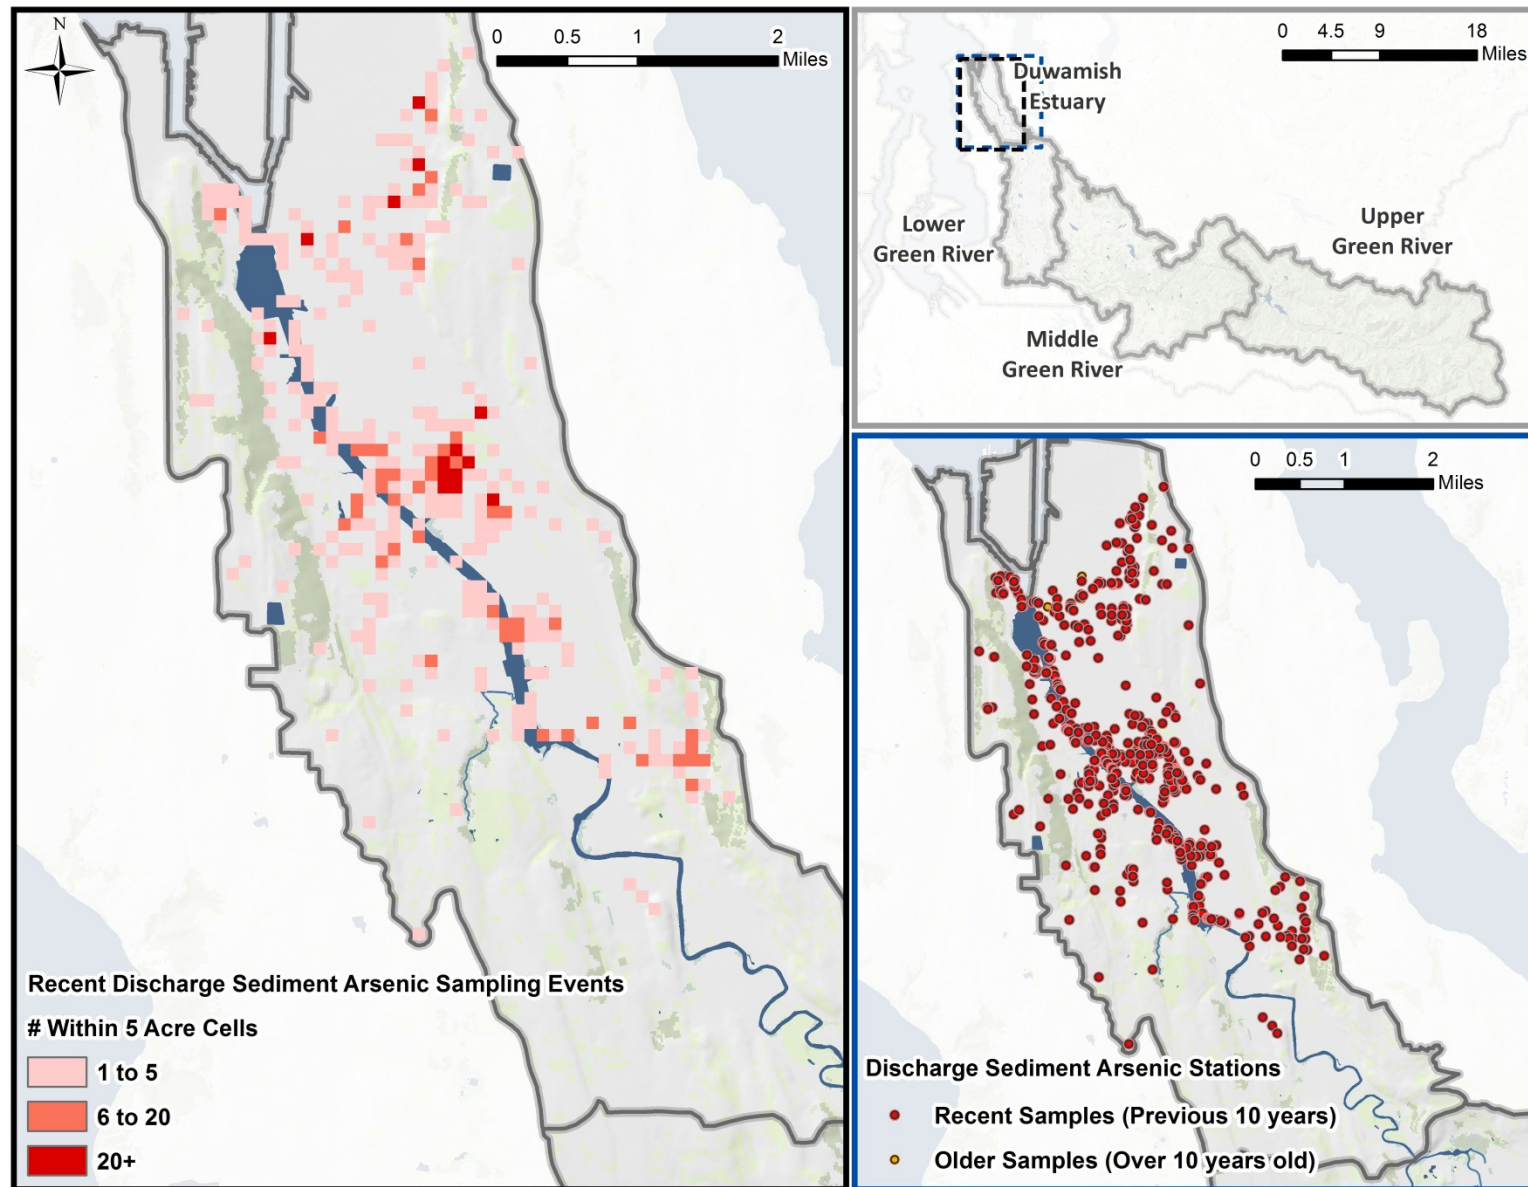 N
0 0.5 1 2
Miles
Recent Discharge Sediment Arsenic Sampling Events
# Within 5 Acre Cells
1 to 5
6 to 20
20+
0 4.5 9 18
Miles
Duwamish
Estuary
Lower
Green River
Upper
Green River
Middle
Green River
0 0.5 1 2
Miles
Discharge Sediment Arsenic Stations
Recent Samples (Previous 10 years)
Older Samples (Over 10 years old)